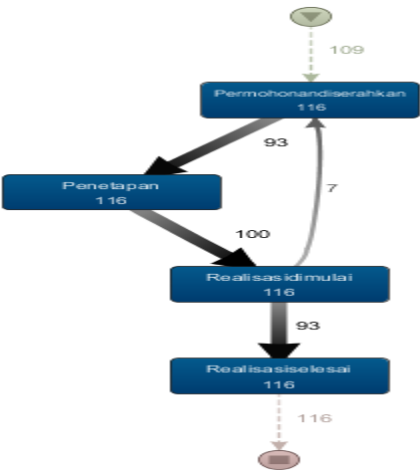 109
Permohonandiserahkan
116
93
Penetapan
116
7
100
Realisasidimulai
116
93
Realisasiselesai
116
116